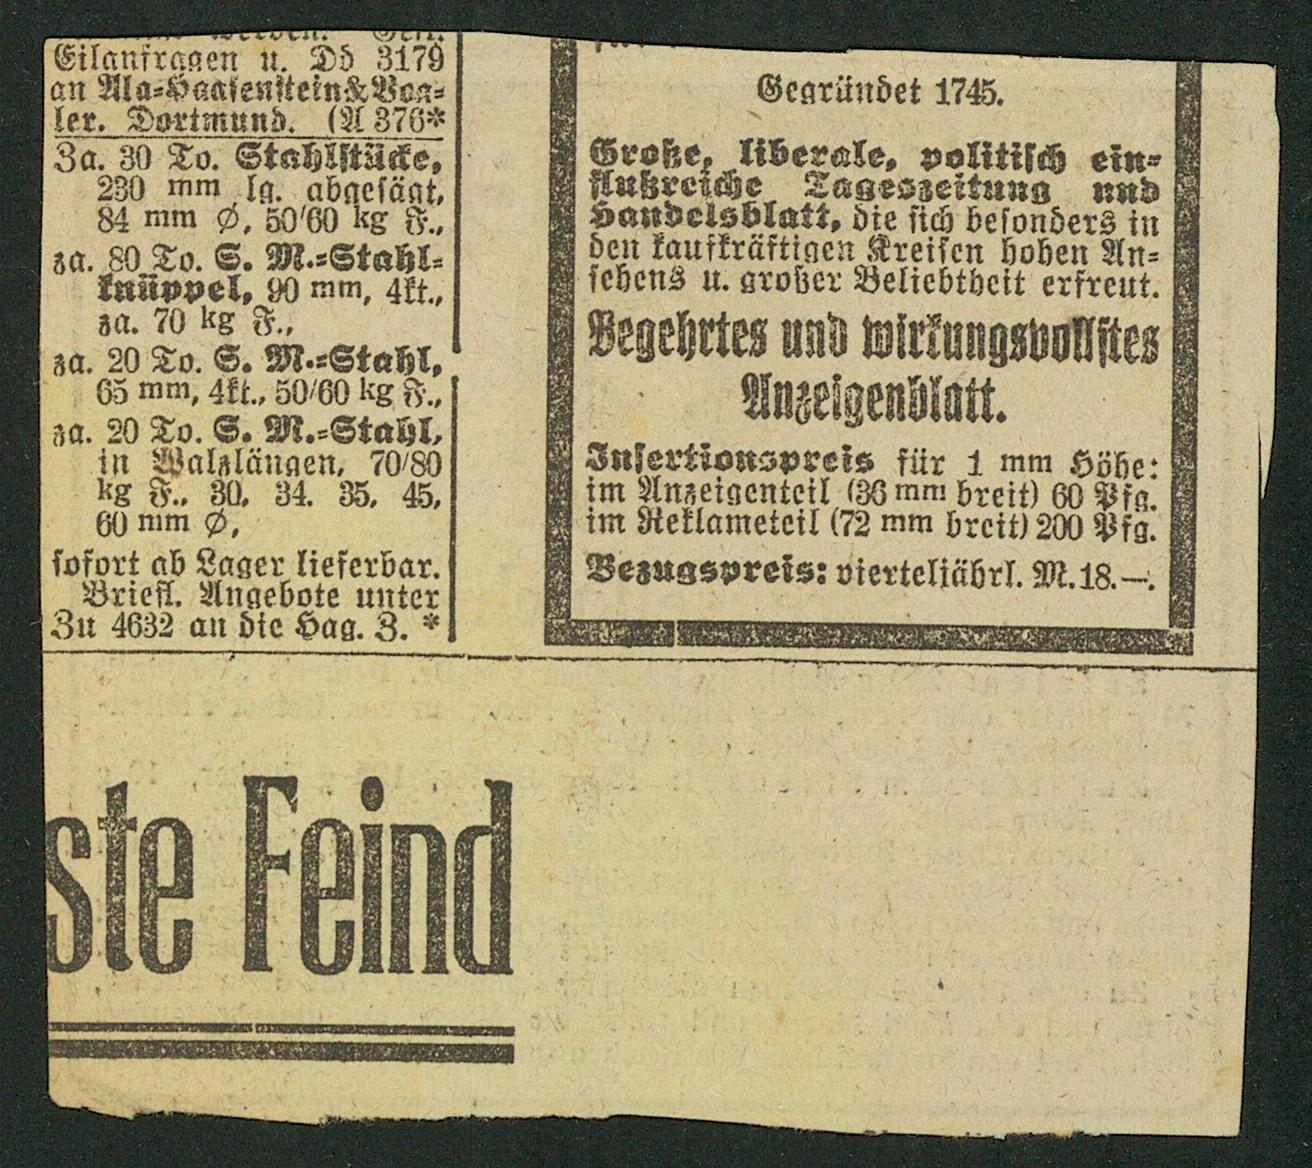 Eilanfragen u. Dd 3179
an Ala-Haasenstein & Vog-
ler, Dortmund. (A 376*
Za. 30 To. Stahlstücke,
230 mm lg. abgesägt,
84 mm ∅, 50/60 kg F.,
za. 80 To. S. M.-Stahl-
knüppel, 90 mm, 4kt.,
za. 70 kg F.,
za. 20 To. S. M.-Stahl,
65 mm, 4kt., 50/60 kg F.,
za. 20 To. S. M.-Stahl,
in Walzlängen, 70/80
kg F., 30, 34, 35, 45,
60 mm ∅,
sofort ab Lager lieferbar.
Briefl. Angebote unter
Zu 4632 an die Hag. Z. *
Gegründet 1745.
Große, liberale, politisch ein-
flußreiche Tageszeitung und
Handelsblatt, die sich besonders in
den kaufkräftigen Kreisen hohen An-
sehens u. großer Beliebtheit erfreut.
Begehrtes und wirkungsvollstes
Anzeigenblatt.
Insertionspreis für 1 mm Höhe:
im Anzeigenteil (36 mm breit) 60 Pfg.
im Reklameteil (72 mm breit) 200 Pfg.
Bezugspreis: vierteljährl. M. 18.—.
ste Feind